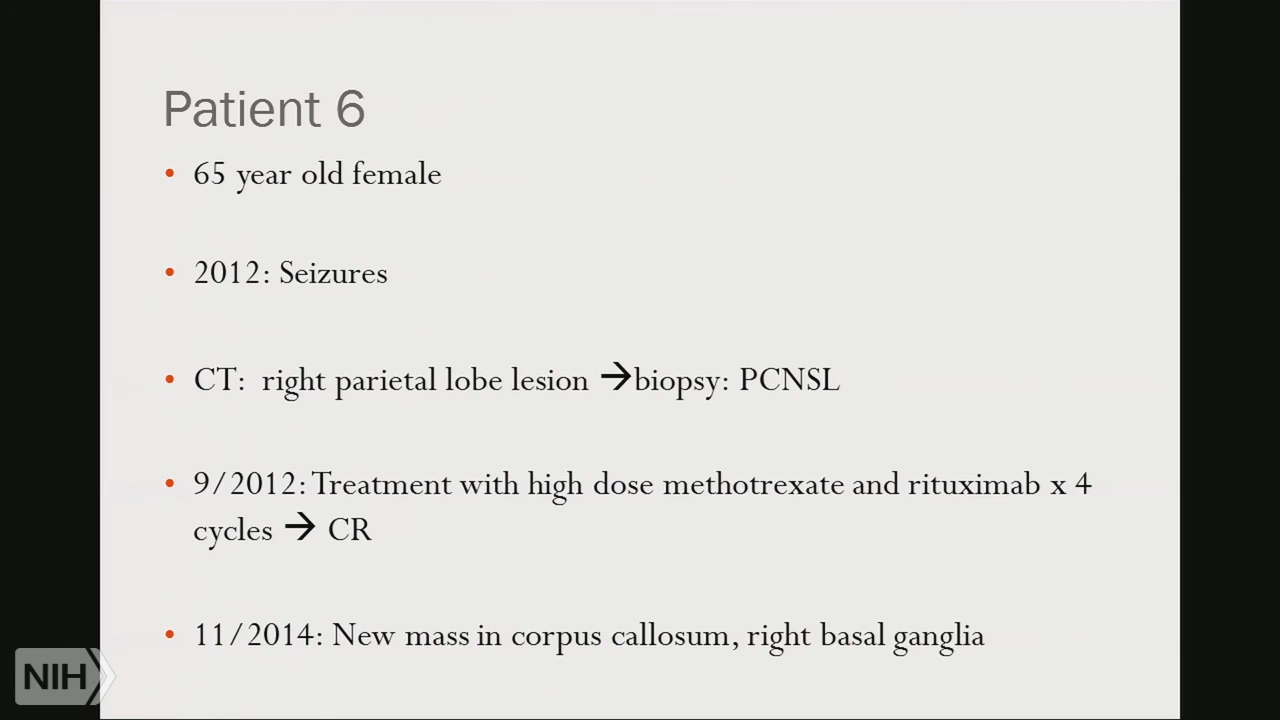 Patient 6
• 65 year old female
• 2012: Seizures
• CT: right parietal lobe lesion →biopsy: PCNSL
• 9/2012: Treatment with high dose methotrexate and rituximab x 4
cycles → CR
• 11/2014: New mass in corpus callosum, right basal ganglia
NIH